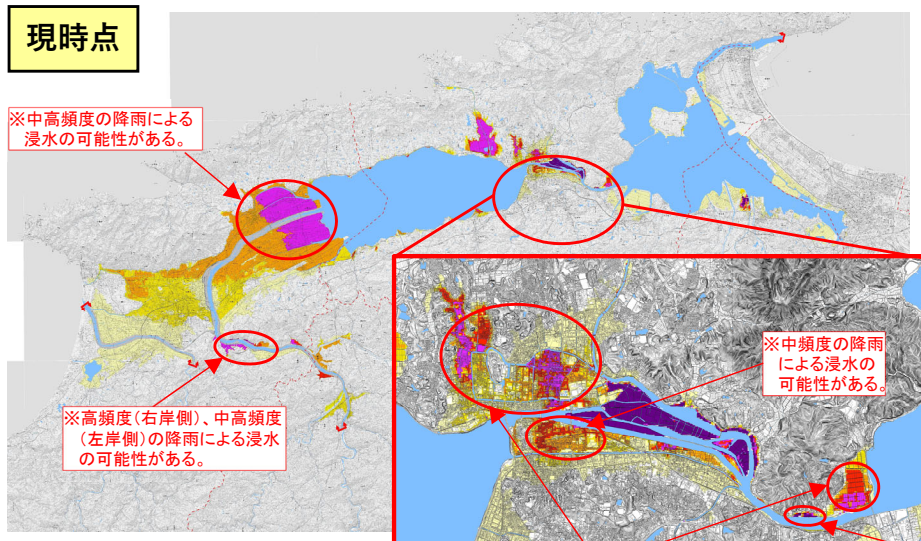 現時点
※中高頻度の降雨による
浸水の可能性がある。
※中頻度の降雨
による浸水の
可能性がある。
※高頻度(右岸側)、中高頻度
(左岸側)の降雨による浸水
の可能性がある。